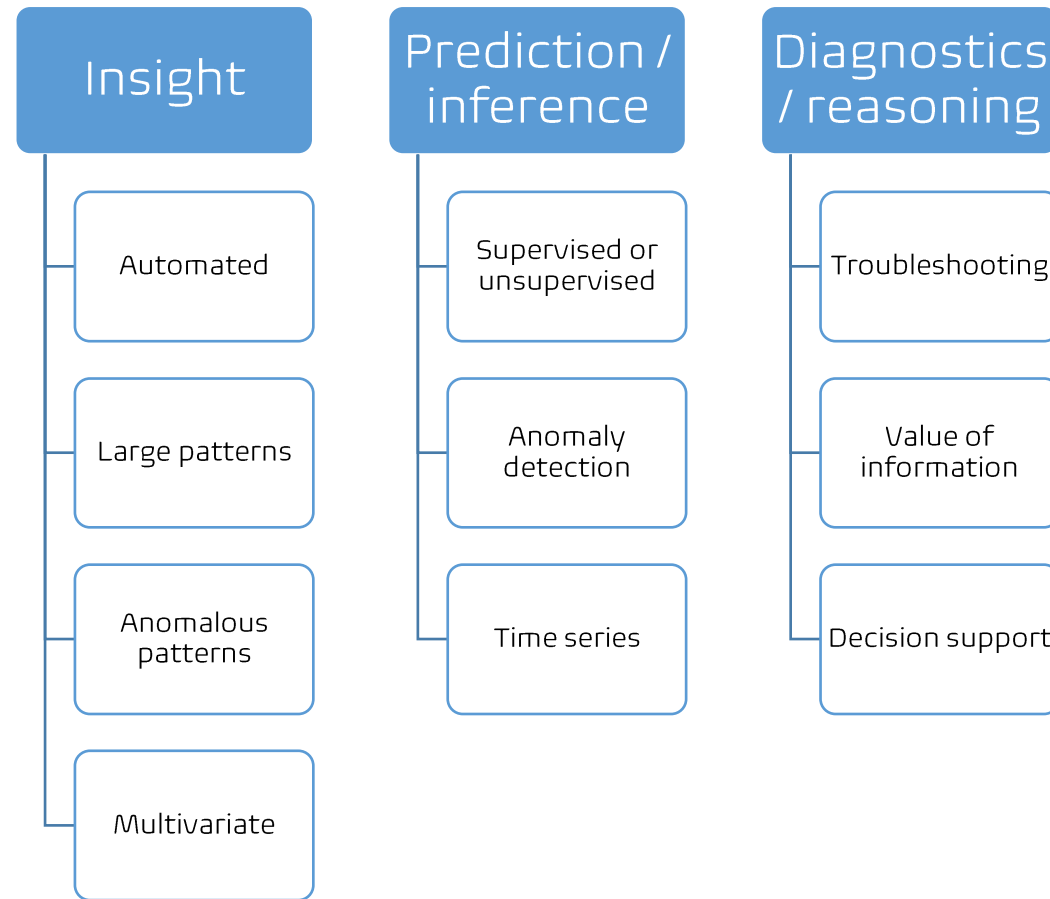 Insight
Automated
Large patterns
Anomalous
patterns
Multivariate
Prediction /
inference
Supervised or
unsupervised
Anomaly
detection
Time series
Diagnostics
/ reasoning
Troubleshooting
Value of
information
Decision support